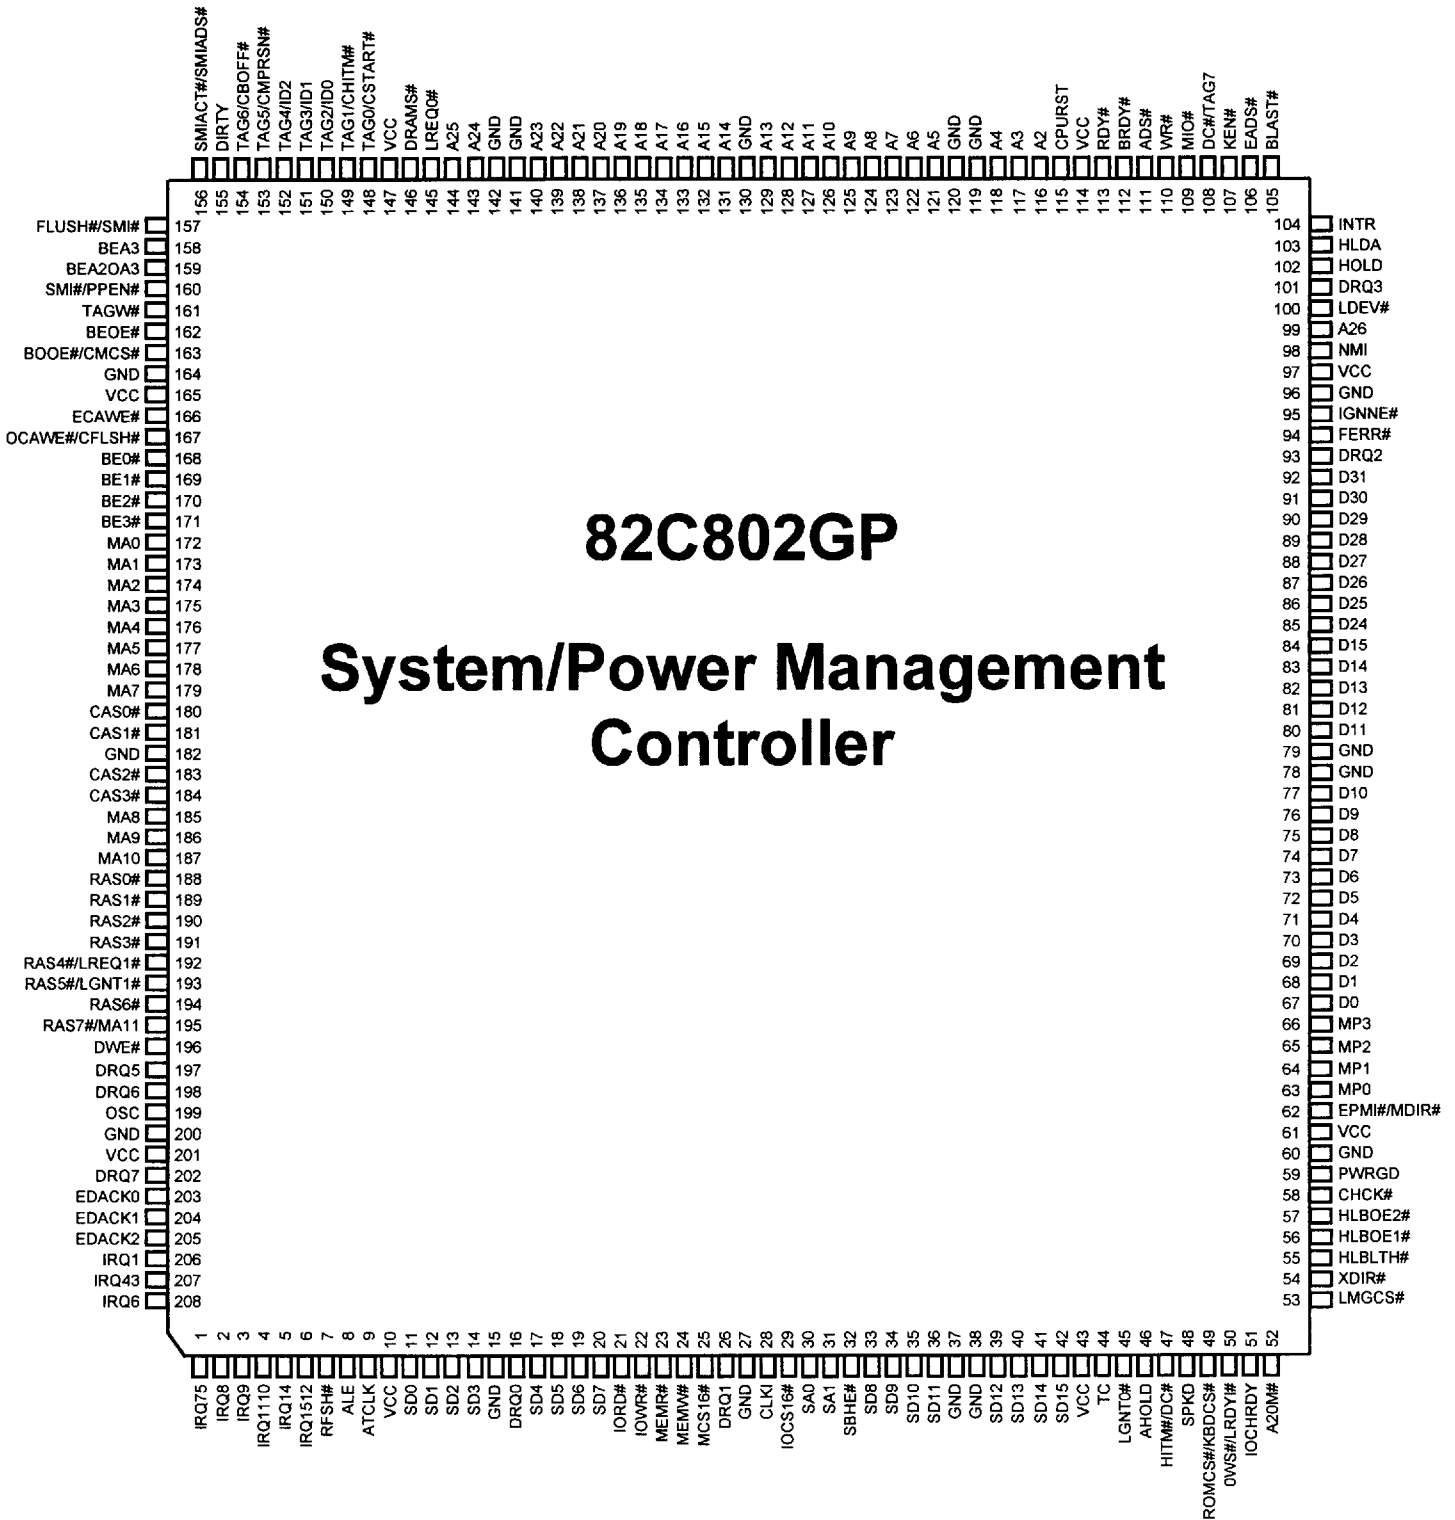 SMIACT#/SMIADS#
DIRTY
TAG6/CBOFF#
TAG5/CMPRSN#
TAG4/ID2
TAG3/ID1
TAG2/ID0
TAG1/CHITM#
TAG0/CSTART#
VCC
DRAMS#
LREQ0#
A25
A24
GND
GND
A23
A22
A21
A20
A19
A18
A17
A16
A15
A14
GND
A13
A12
A11
A10
A9
A8
A7
A6
A5
GND
GND
A4
A3
A2
CPURST
VCC
RDY#
BRDY#
ADS#
WR#
MIO#
DC#/TAG7
KEN#
EADS#
BLAST#
156
155
154
153
152
151
150
149
148
147
146
145
144
143
142
141
140
139
138
137
136
135
134
133
132
131
130
129
128
127
126
125
124
123
122
121
120
119
118
117
116
115
114
113
112
111
110
109
108
107
106
105
FLUSH#/SMI# 157
BEA3 158
BEA2OA3 159
SMI#/PPEN# 160
TAGW# 161
BEOE# 162
BOOE#/CMCS# 163
GND 164
VCC 165
ECAWE# 166
OCAWE#/CFLSH# 167
BE0# 168
BE1# 169
BE2# 170
BE3# 171
MA0 172
MA1 173
MA2 174
MA3 175
MA4 176
MA5 177
MA6 178
MA7 179
CAS0# 180
CAS1# 181
GND 182
CAS2# 183
CAS3# 184
MA8 185
MA9 186
MA10 187
RAS0# 188
RAS1# 189
RAS2# 190
RAS3# 191
RAS4#/LREQ1# 192
RAS5#/LGNT1# 193
RAS6# 194
RAS7#/MA11 195
DWE# 196
DRQ5 197
DRQ6 198
OSC 199
GND 200
VCC 201
DRQ7 202
EDACK0 203
EDACK1 204
EDACK2 205
IRQ1 206
IRQ43 207
IRQ6 208
82C802GP
System/Power Management
Controller
104 INTR
103 HLDA
102 HOLD
101 DRQ3
100 LDEV#
99 A26
98 NMI
97 VCC
96 GND
95 IGNNE#
94 FERR#
93 DRQ2
92 D31
91 D30
90 D29
89 D28
88 D27
87 D26
86 D25
85 D24
84 D15
83 D14
82 D13
81 D12
80 D11
79 GND
78 GND
77 D10
76 D9
75 D8
74 D7
73 D6
72 D5
71 D4
70 D3
69 D2
68 D1
67 D0
66 MP3
65 MP2
64 MP1
63 MP0
62 EPMI#/MDIR#
61 VCC
60 GND
59 PWRGD
58 CHCK#
57 HLBOE2#
56 HLBOE1#
55 HLBLTH#
54 XDIR#
53 LMGCS#
1
2
3
4
5
6
7
8
9
10
11
12
13
14
15
16
17
18
19
20
21
22
23
24
25
26
27
28
29
30
31
32
33
34
35
36
37
38
39
40
41
42
43
44
45
46
47
48
49
50
51
52
IRQ75
IRQ8
IRQ9
IRQ1110
IRQ14
IRQ1512
RFSH#
ALE
ATCLK
VCC
SD0
SD1
SD2
SD3
GND
DRQ0
SD4
SD5
SD6
SD7
IORD#
IOWR#
MEMR#
MEMW#
MCS16#
DRQ1
GND
CLKI
IOCS16#
SA0
SA1
SBHE#
SD8
SD9
SD10
SD11
GND
GND
SD12
SD13
SD14
SD15
VCC
TC
LGNT0#
AHOLD
HITM#/DC#
SPKD
ROMCS#/KBDCS#
0WS#/LRDYI#
IOCHRDY
A20M#